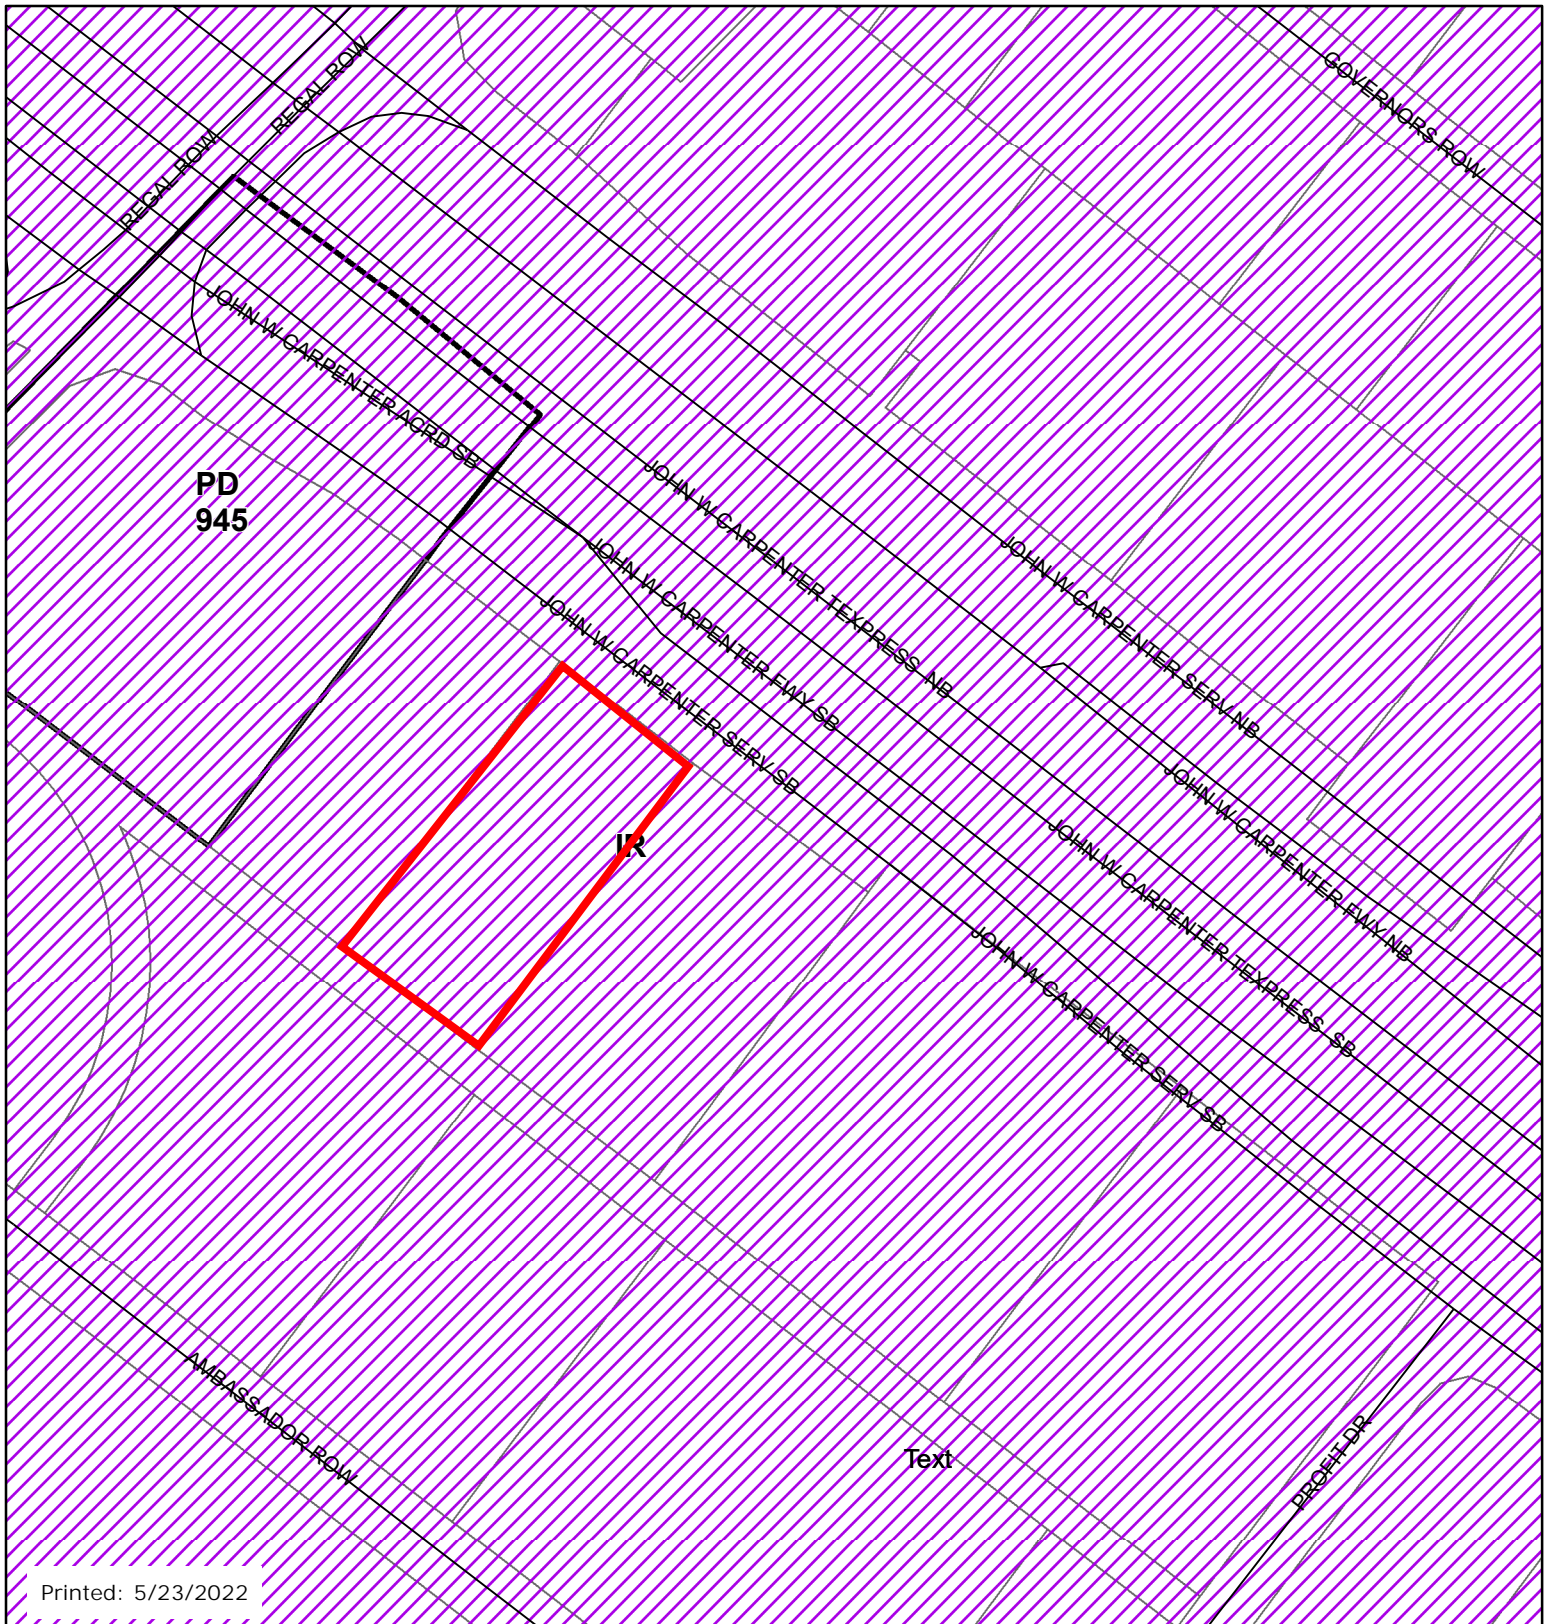 GOVERNORS ROW
REGAL ROW
REGAL ROW
JOHN W CARPENTER ACRD SB
PD
945
JOHN W CARPENTER TEXPRESS NB
JOHN W CARPENTER SERV NB
JOHN W CARPENTER FWY SB
JOHN W CARPENTER SERV SB
JOHN W CARPENTER FWY NB
IR
JOHN W CARPENTER TEXPRESS SB
JOHN W CARPENTER SERV SB
AMBASSADOR ROW
Text
PROFIT DR
Printed: 5/23/2022